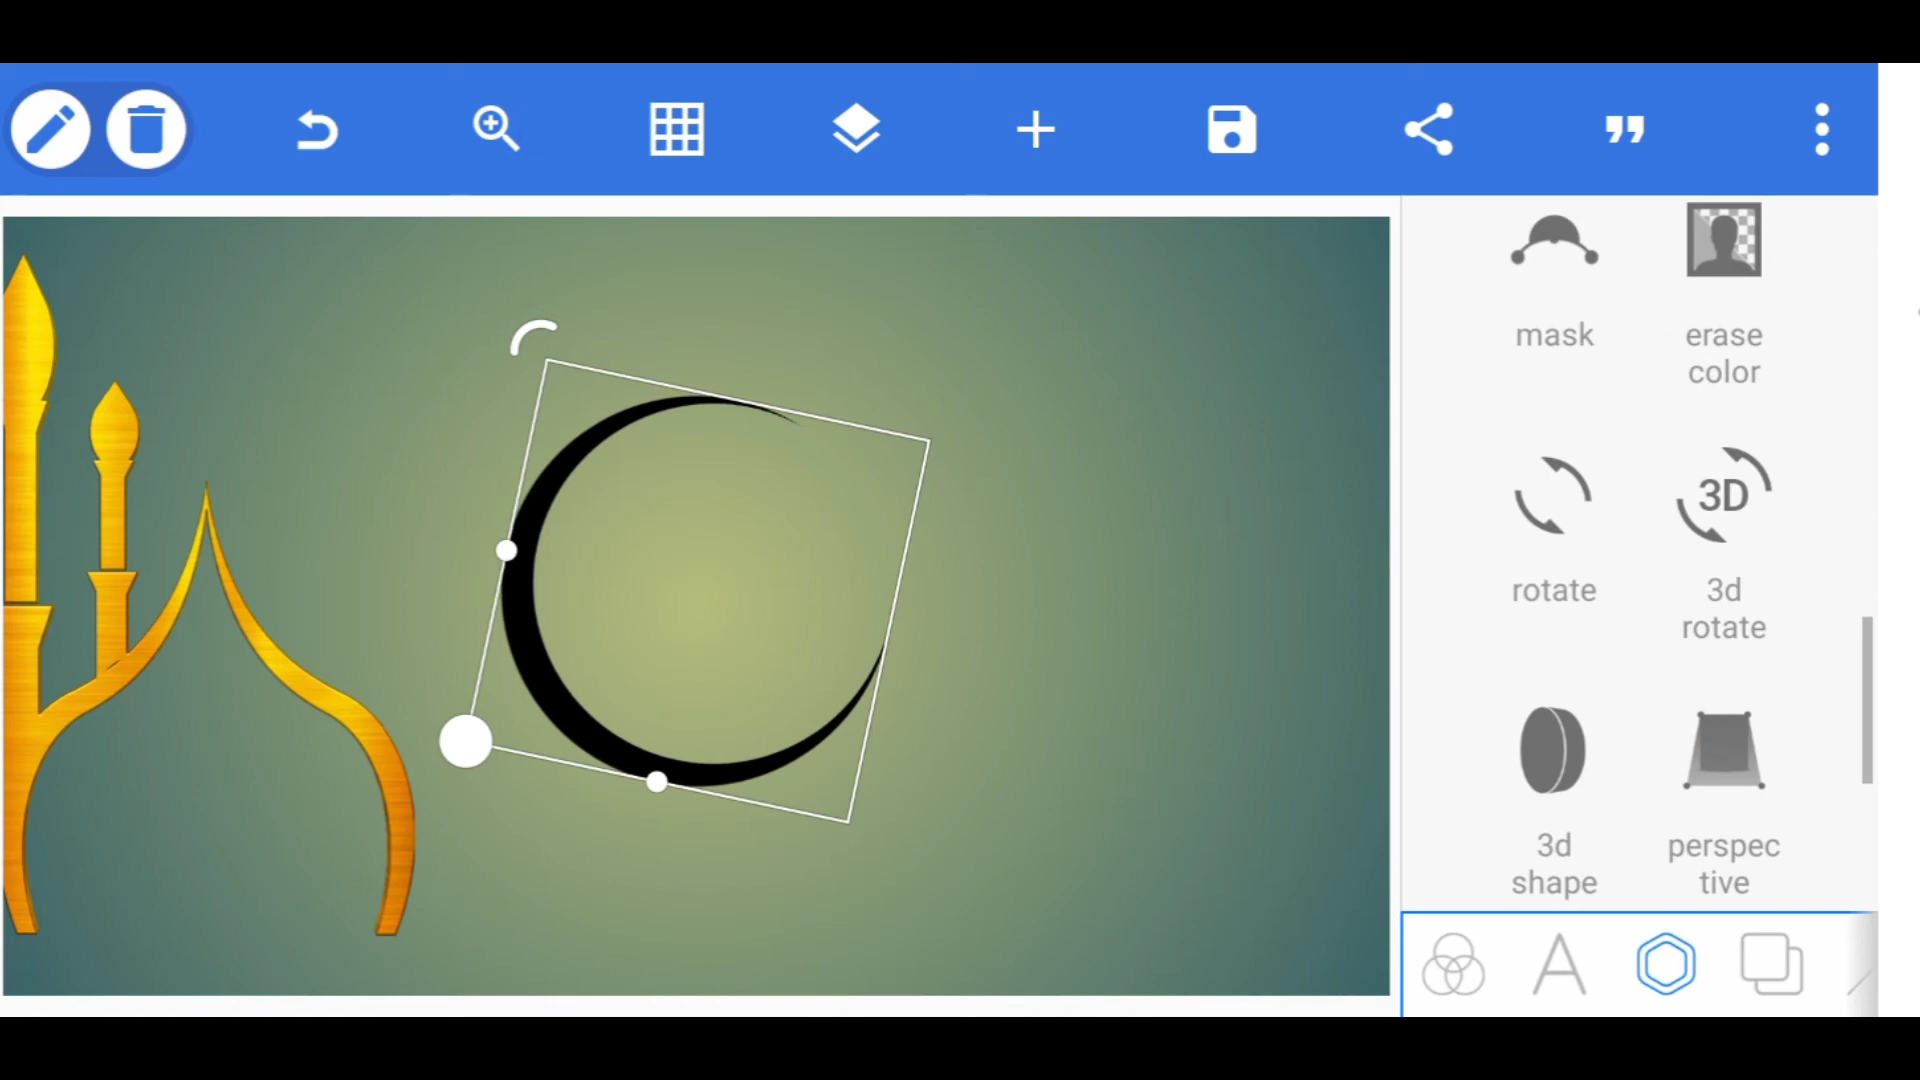 mask
erase
color
rotate
3D
3d
rotate
3d
shape
perspec
tive
A